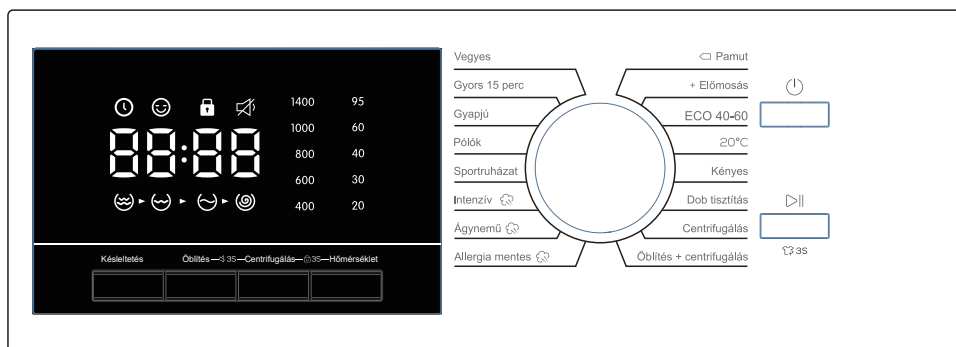 1400 95
1000 60
88:88
800 40
600 30
400 20
Késleltetés Öblítés 3S Centrifugálás 3S Hőmérséklet
Vegyes
Gyors 15 perc
Gyapjú
Pólók
Sportruházat
Intenzív
Ágynemű
Allergia mentes
Pamut
+ Előmosás
ECO 40-60
20°C
Kényes
Dob tisztítás
Centrifugálás
Öblítés + centrifugálás
3S